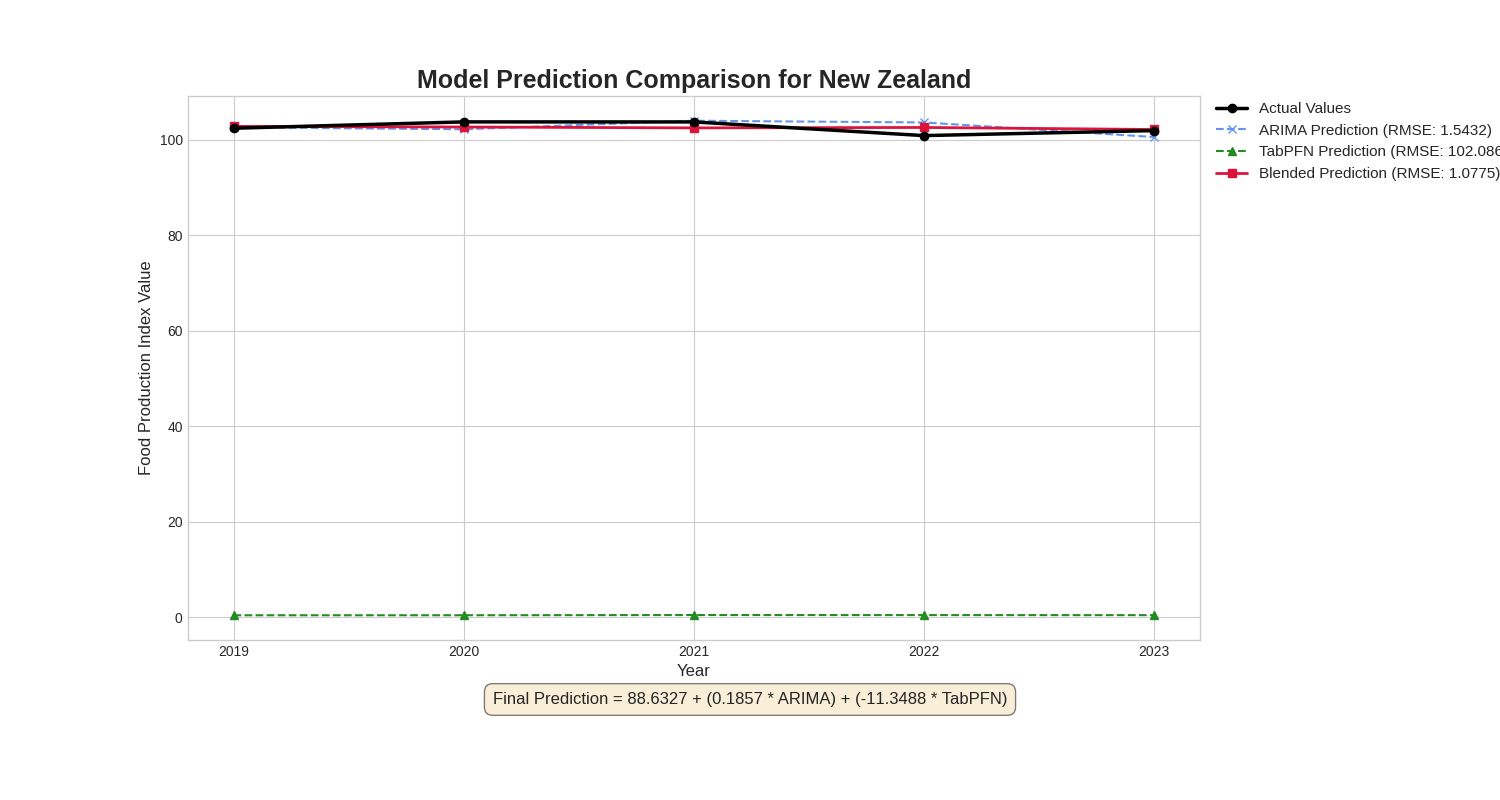 Model Prediction Comparison for New Zealand
Actual Values
ARIMA Prediction (RMSE: 1.5432)
TabPFN Prediction (RMSE: 102.086
Blended Prediction (RMSE: 1.0775)
Food Production Index Value
100
80
60
40
20
0
2019 2020 2021 2022 2023
Year
Final Prediction = 88.6327 + (0.1857 * ARIMA) + (-11.3488 * TabPFN)